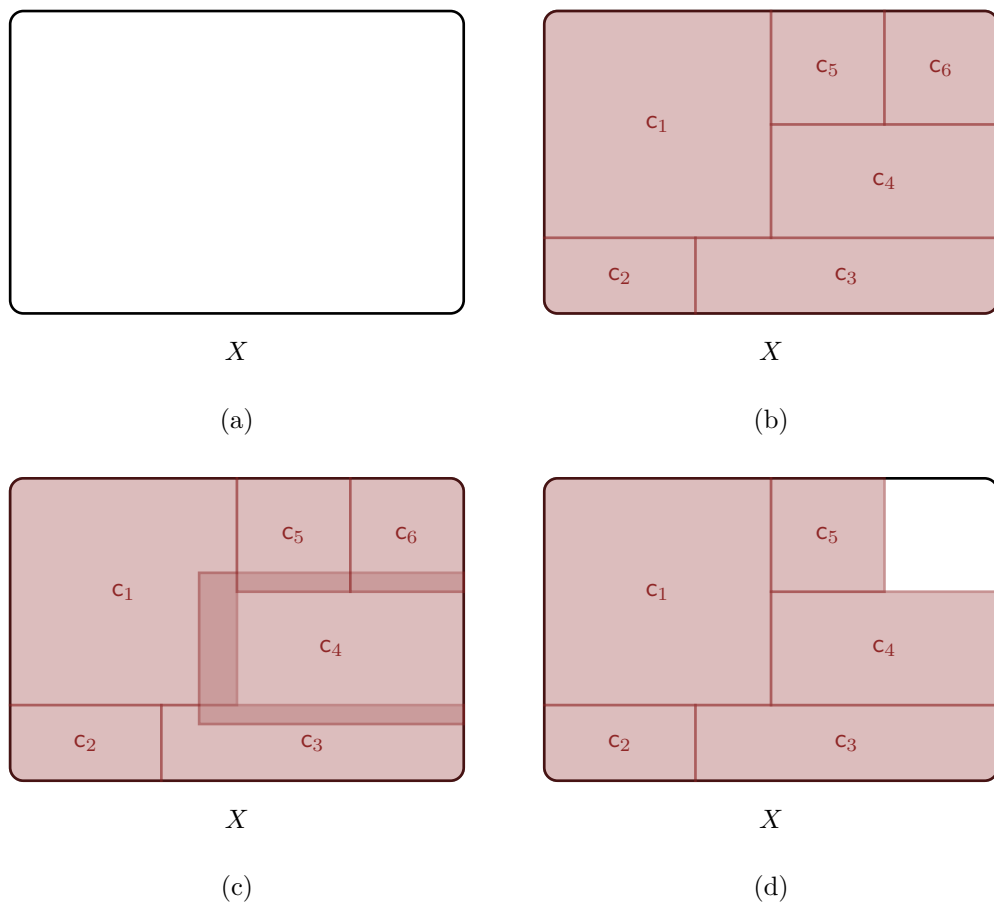 c₅ c₆
c₁
c₄
c₂ c₃
X X
(a) (b)
c₅ c₆ c₅
c₁ c₁
c₄ c₄
c₂ c₃ c₂ c₃
X X
(c) (d)